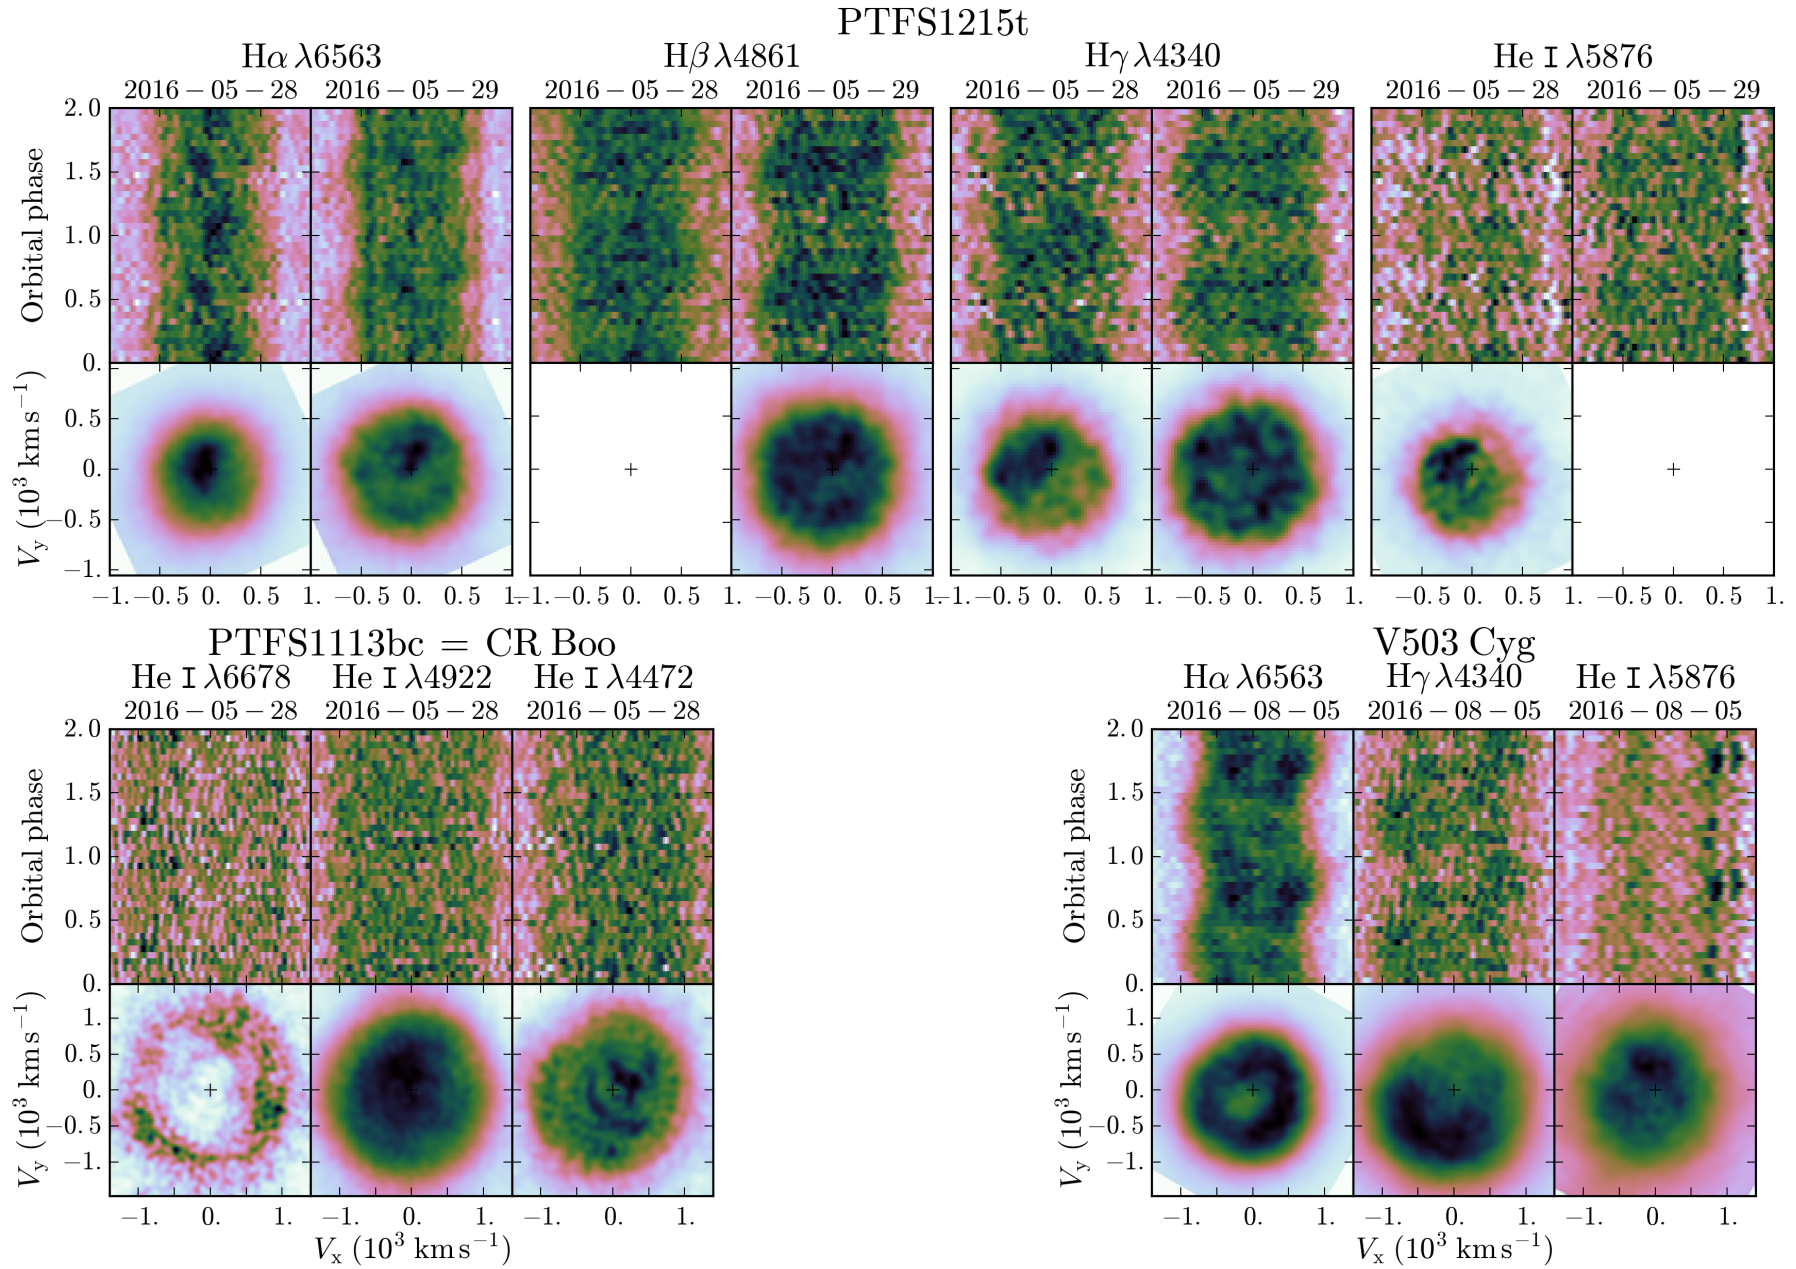 PTFS1215t
Hα λ6563 Hβ λ4861 Hγ λ4340 He I λ5876
2016 − 05 − 28 2016 − 05 − 29 2016 − 05 − 28 2016 − 05 − 29 2016 − 05 − 28 2016 − 05 − 29 2016 − 05 − 28 2016 − 05 − 29
Orbital phase
2.0
1.5
1.0
0.5
0.
Vy (10³ km s⁻¹)
0.
0.5
0.
−0.5
−1.
−1. −0.5 0. 0.5 1. −0.5 0. 0.5 1. −0.5 0. 0.5 1. −0.5 0. 0.5 1. −0.5 0. 0.5 1. −0.5 0. 0.5 1. −0.5 0. 0.5 1.
PTFS1113bc = CR Boo V503 Cyg
He I λ6678 He I λ4922 He I λ4472 Hα λ6563 Hγ λ4340 He I λ5876
2016 − 05 − 28 2016 − 05 − 28 2016 − 05 − 28 2016 − 08 − 05 2016 − 08 − 05 2016 − 08 − 05
Orbital phase
2.0
1.5
1.0
0.5
0.
Vy (10³ km s⁻¹)
1.
0.5
0.
−0.5
−1.
−1. 0. 1. −1. 0. 1. −1. 0. 1.
Vx (10³ km s⁻¹)
Orbital phase
2.0
1.5
1.0
0.5
0.
Vy (10³ km s⁻¹)
1.
0.5
0.
−0.5
−1.
−1. 0. 1. −1. 0. 1. −1. 0. 1.
Vx (10³ km s⁻¹)